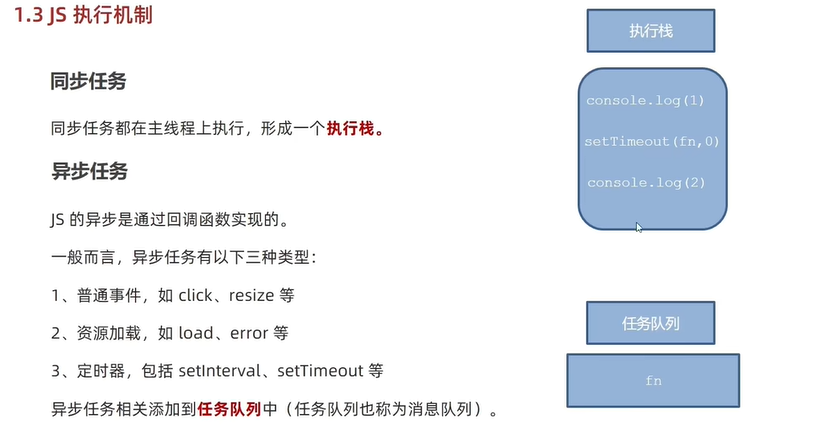 1.3 JS 执行机制
同步任务
同步任务都在主线程上执行，形成一个执行栈。
异步任务
JS 的异步是通过回调函数实现的。
一般而言，异步任务有以下三种类型：
1、普通事件，如 click、resize 等
2、资源加载，如 load、error 等
3、定时器，包括 setInterval、setTimeout 等
异步任务相关添加到任务队列中（任务队列也称为消息队列）。
执行栈
console.log(1)
setTimeout(fn,0)
console.log(2)
任务队列
fn